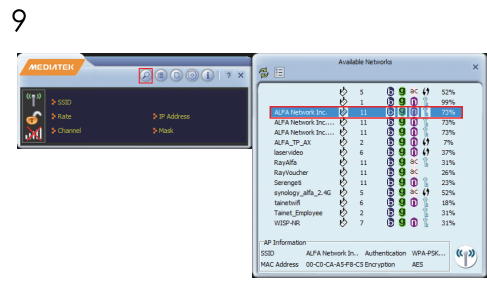 9
MEDIATEK
? ×
SSID
Rate
IP Address
Channel
Mask
Available Networks
×
5 b g ac 52%
1 b g n 99%
ALFA Network Inc. 11 b g n 73%
ALFA Network Inc.... 11 b g n 73%
ALFA Network Inc.... 11 b g n 73%
ALFA_TP_AX 2 b g n 7%
laservideo 6 b g n 37%
RayAlfa 11 b g ac 31%
RayVoucher 11 b g ac 26%
Serengeti 11 b g n 23%
synology_alfa_2.4G 5 b g ac 52%
tainetwifi 6 b g n 18%
Tainet_Employee 2 b g 31%
WISP-NR 7 b g n 31%
AP Information
SSID ALFA Network In.. Authentication WPA-PSK...
MAC Address 00-C0-CA-A5-F8-C5 Encryption AES